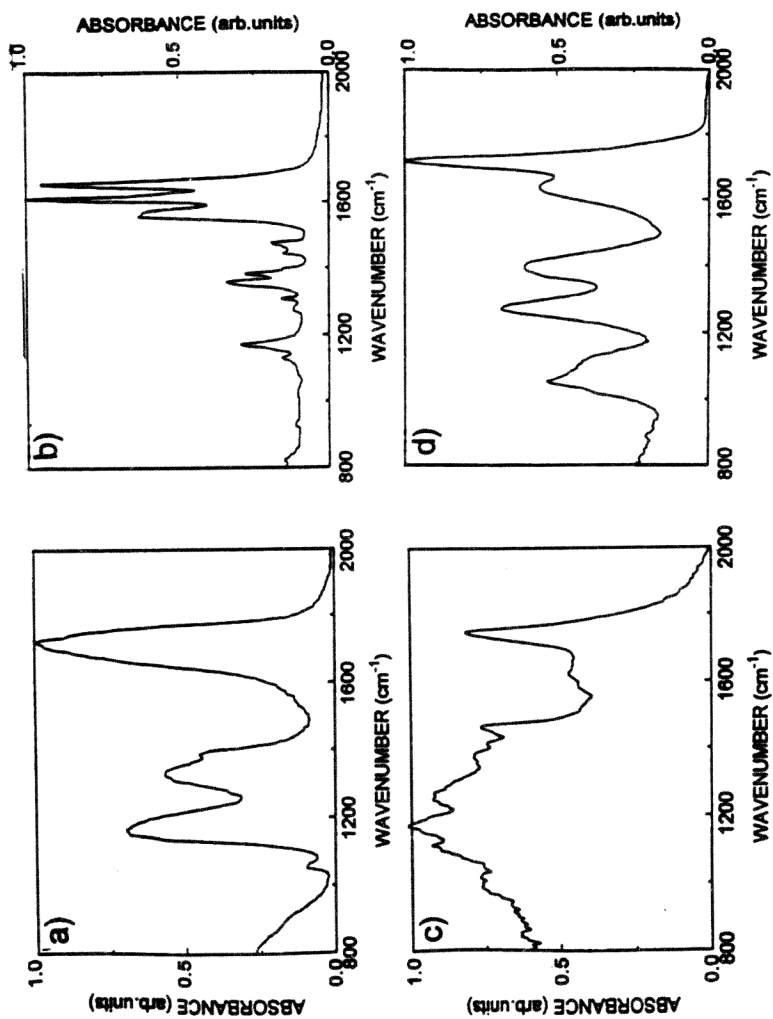 a)
ABSORBANCE (arb.units)
1.0
0.5
0.0
800 1200 1600 2000
WAVENUMBER (cm⁻¹)
b)
ABSORBANCE (arb.units)
1.0
0.5
0.0
800 1200 1600 2000
WAVENUMBER (cm⁻¹)
c)
ABSORBANCE (arb.units)
1.0
0.5
0.0
800 1200 1600 2000
WAVENUMBER (cm⁻¹)
d)
ABSORBANCE (arb.units)
1.0
0.5
0.0
800 1200 1600 2000
WAVENUMBER (cm⁻¹)